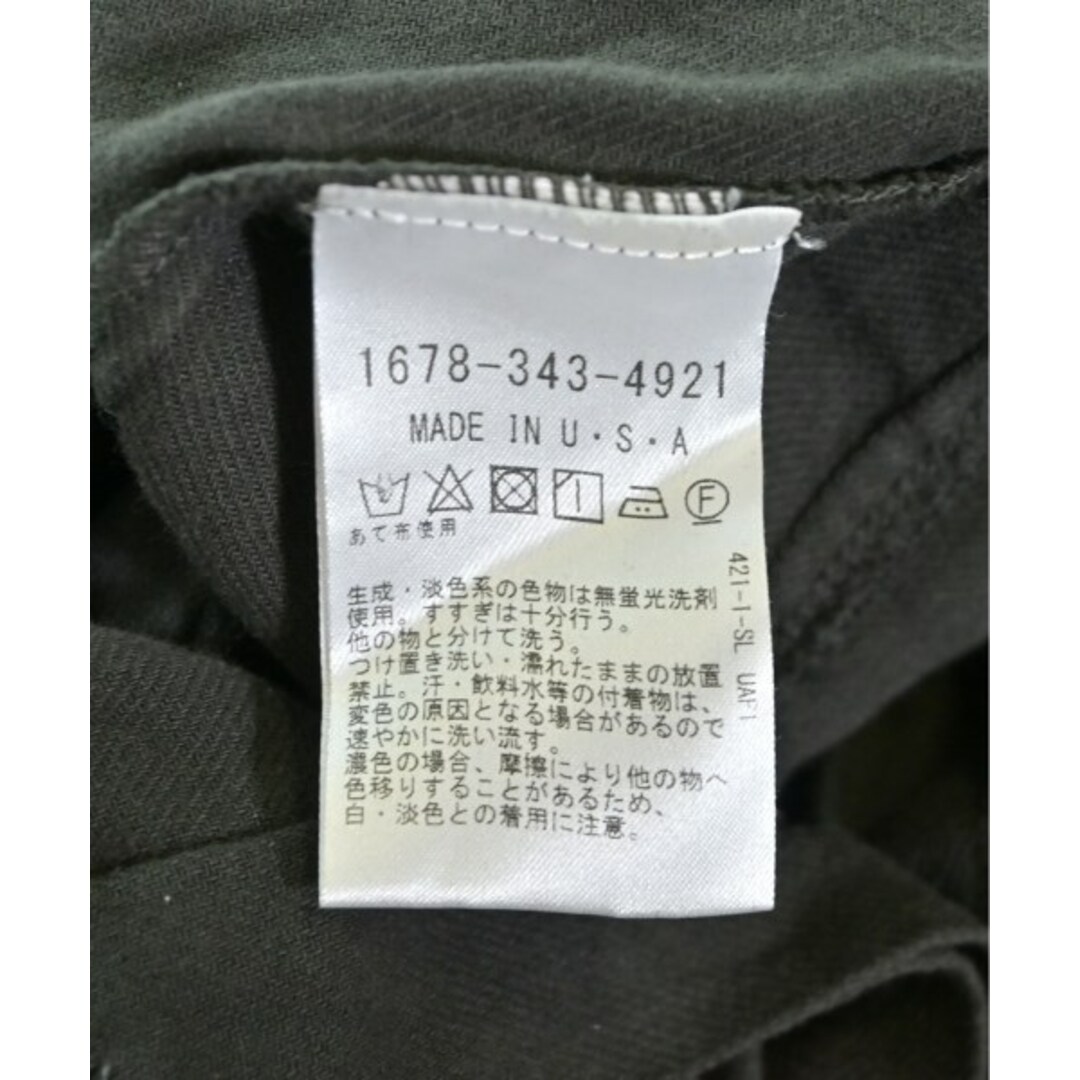 1678-343-4921
MADE IN U・S・A
F
あて布使用
生成・淡色系の色物は無蛍光洗剤
使用。すすぎは十分行う。
他の物と分けて洗う。
つけ置き洗い・濡れたままの放置
禁止。汗・飲料水等の付着物は、
変色の原因となる場合があるので
速やかに洗い流す。
濃色の場合、摩擦により他の物へ
色移りすることがあるため、
白・淡色との着用に注意。
421-1-SL UAF1